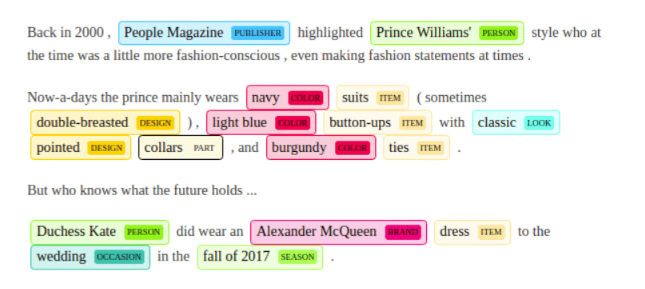 Back in 2000 , People Magazine PUBLISHER highlighted Prince Williams' PERSON style who at
the time was a little more fashion-conscious , even making fashion statements at times .
Now-a-days the prince mainly wears navy COLOR suits ITEM ( sometimes
double-breasted DESIGN ) , light blue COLOR button-ups ITEM with classic LOOK
pointed DESIGN collars PART , and burgundy COLOR ties ITEM .
But who knows what the future holds ...
Duchess Kate PERSON did wear an Alexander McQueen BRAND dress ITEM to the
wedding OCCASION in the fall of 2017 SEASON .